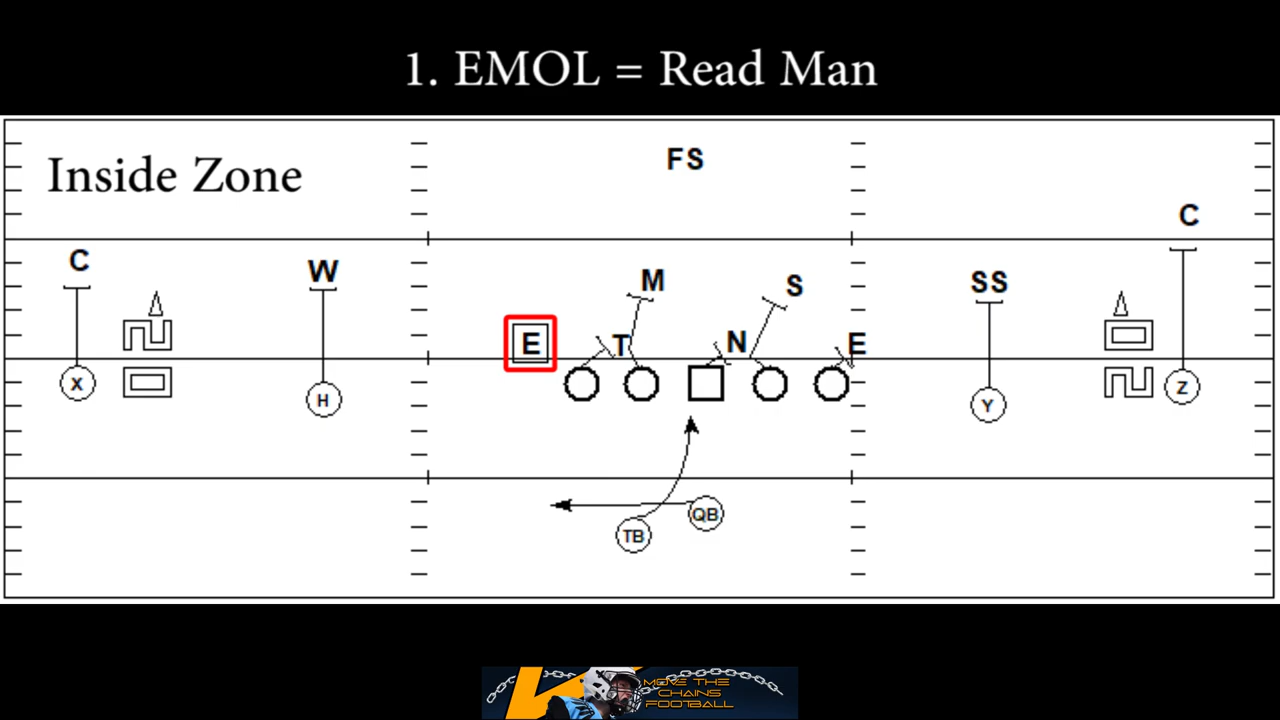 1. EMOL = Read Man
Inside Zone
FS
C
C
W
M
S
SS
E
T
N
E
X
H
Y
Z
QB
TB
MOVE THE
CHAINS
FOOTBALL